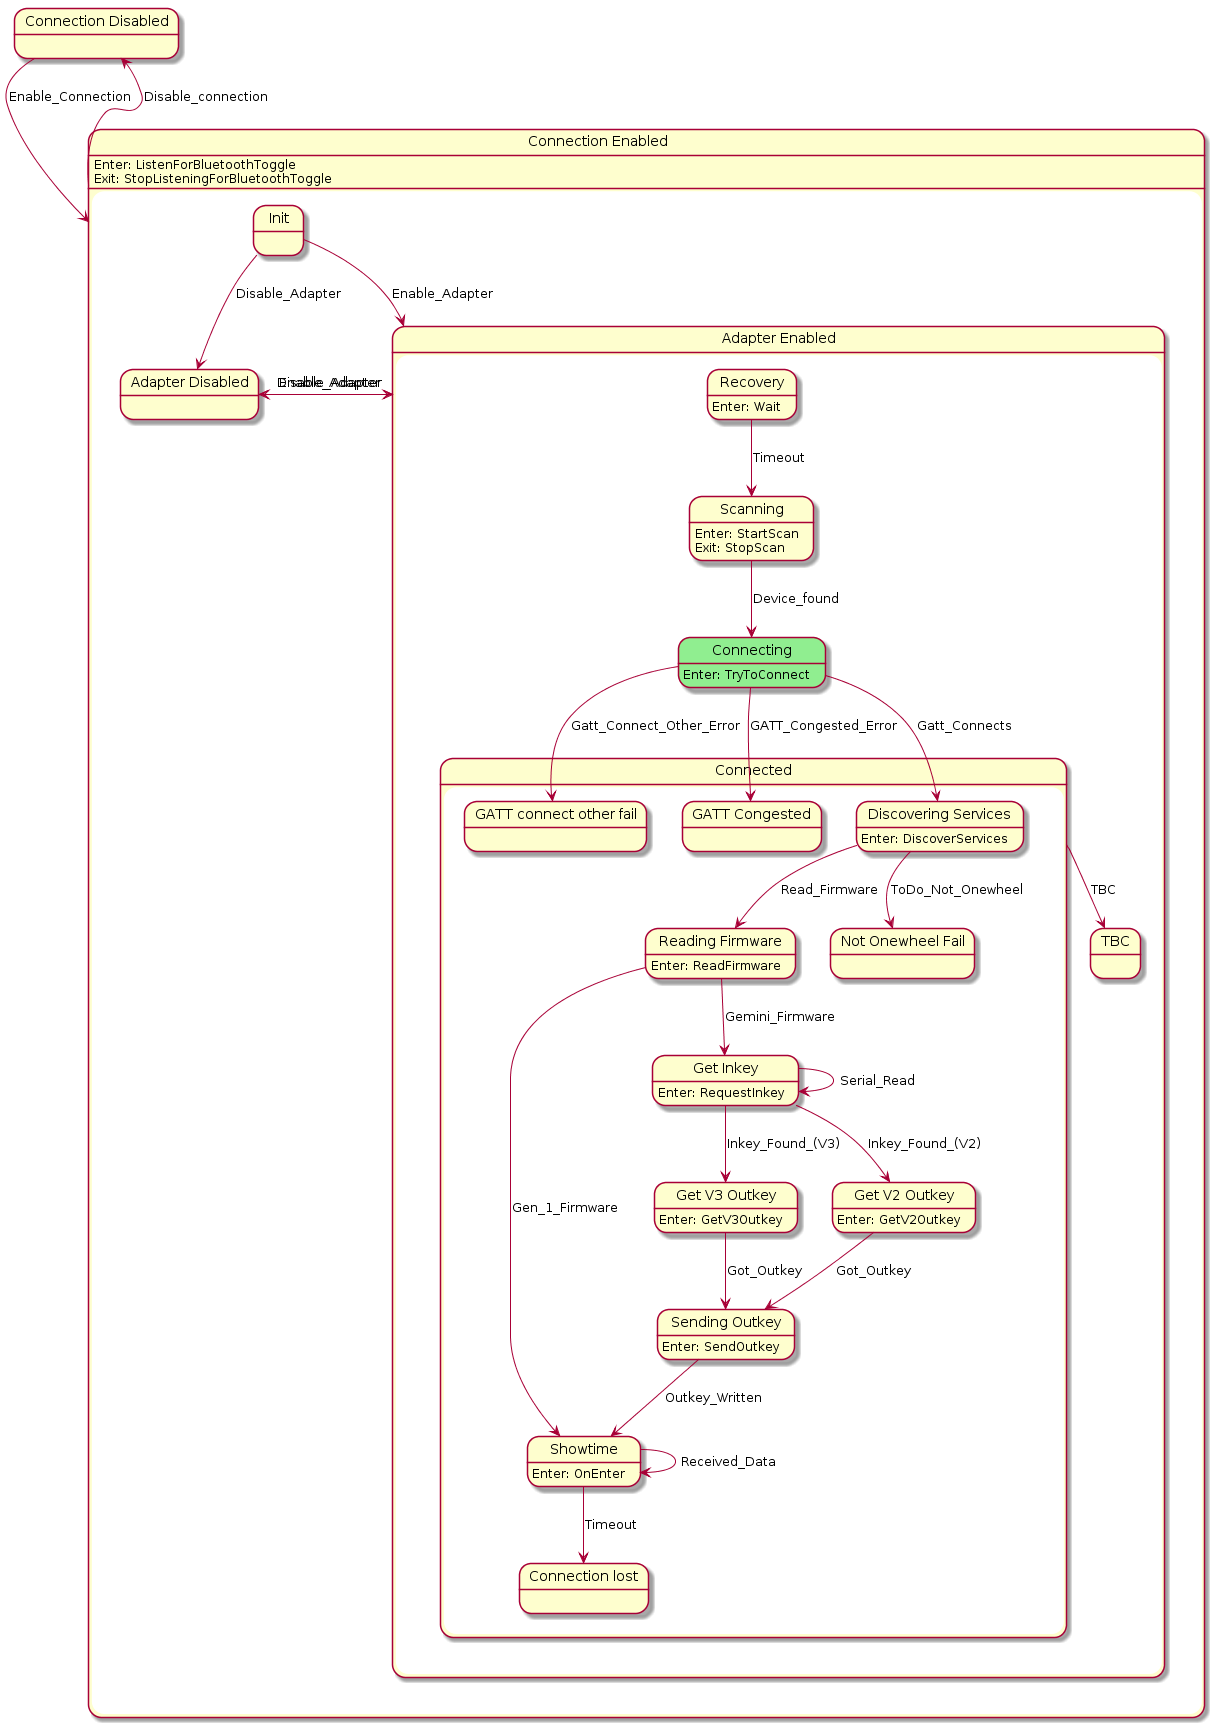 Connection Disabled
Enable_Connection
Disable_connection
Connection Enabled
Enter: ListenForBluetoothToggle
Exit: StopListeningForBluetoothToggle
Init
Disable_Adapter
Enable_Adapter
Adapter Enabled
Adapter Disabled
Disable_Adapter
Enable_Adapter
Recovery
Enter: Wait
Timeout
Scanning
Enter: StartScan
Exit: StopScan
Device_found
Connecting
Enter: TryToConnect
Gatt_Connect_Other_Error
GATT_Congested_Error
Gatt_Connects
Connected
GATT connect other fail
GATT Congested
Discovering Services
Enter: DiscoverServices
Read_Firmware
ToDo_Not_Onewheel
TBC
Reading Firmware
Enter: ReadFirmware
Not Onewheel Fail
TBC
Gemini_Firmware
Get Inkey
Enter: RequestInkey
Serial_Read
Inkey_Found_(V3)
Inkey_Found_(V2)
Gen_1_Firmware
Get V3 Outkey
Enter: GetV3Outkey
Get V2 Outkey
Enter: GetV2Outkey
Got_Outkey
Got_Outkey
Sending Outkey
Enter: SendOutkey
Outkey_Written
Showtime
Enter: OnEnter
Received_Data
Timeout
Connection lost